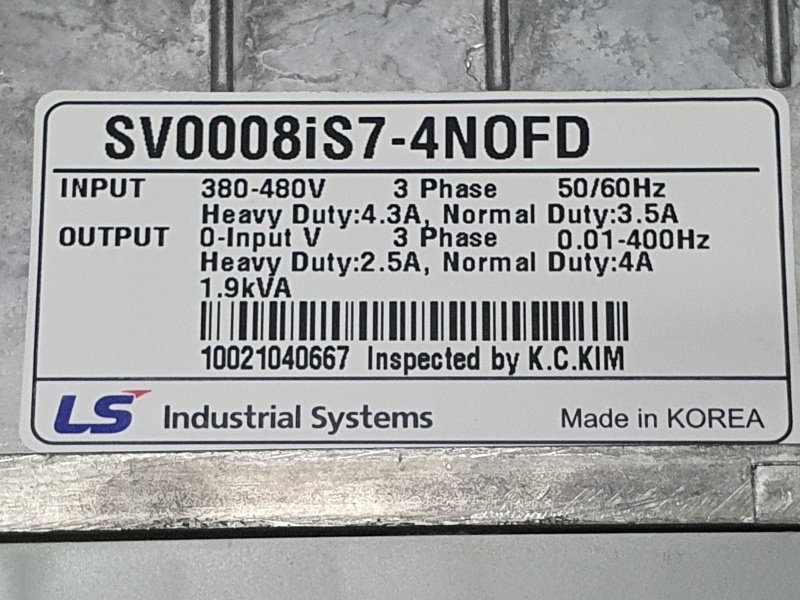 SV0008iS7-4NOFD
INPUT 380-480V 3 Phase 50/60Hz
Heavy Duty:4.3A, Normal Duty:3.5A
OUTPUT 0-Input V 3 Phase 0.01-400Hz
Heavy Duty:2.5A, Normal Duty:4A
1.9kVA
10021040667 Inspected by K.C.KIM
LS Industrial Systems Made in KOREA